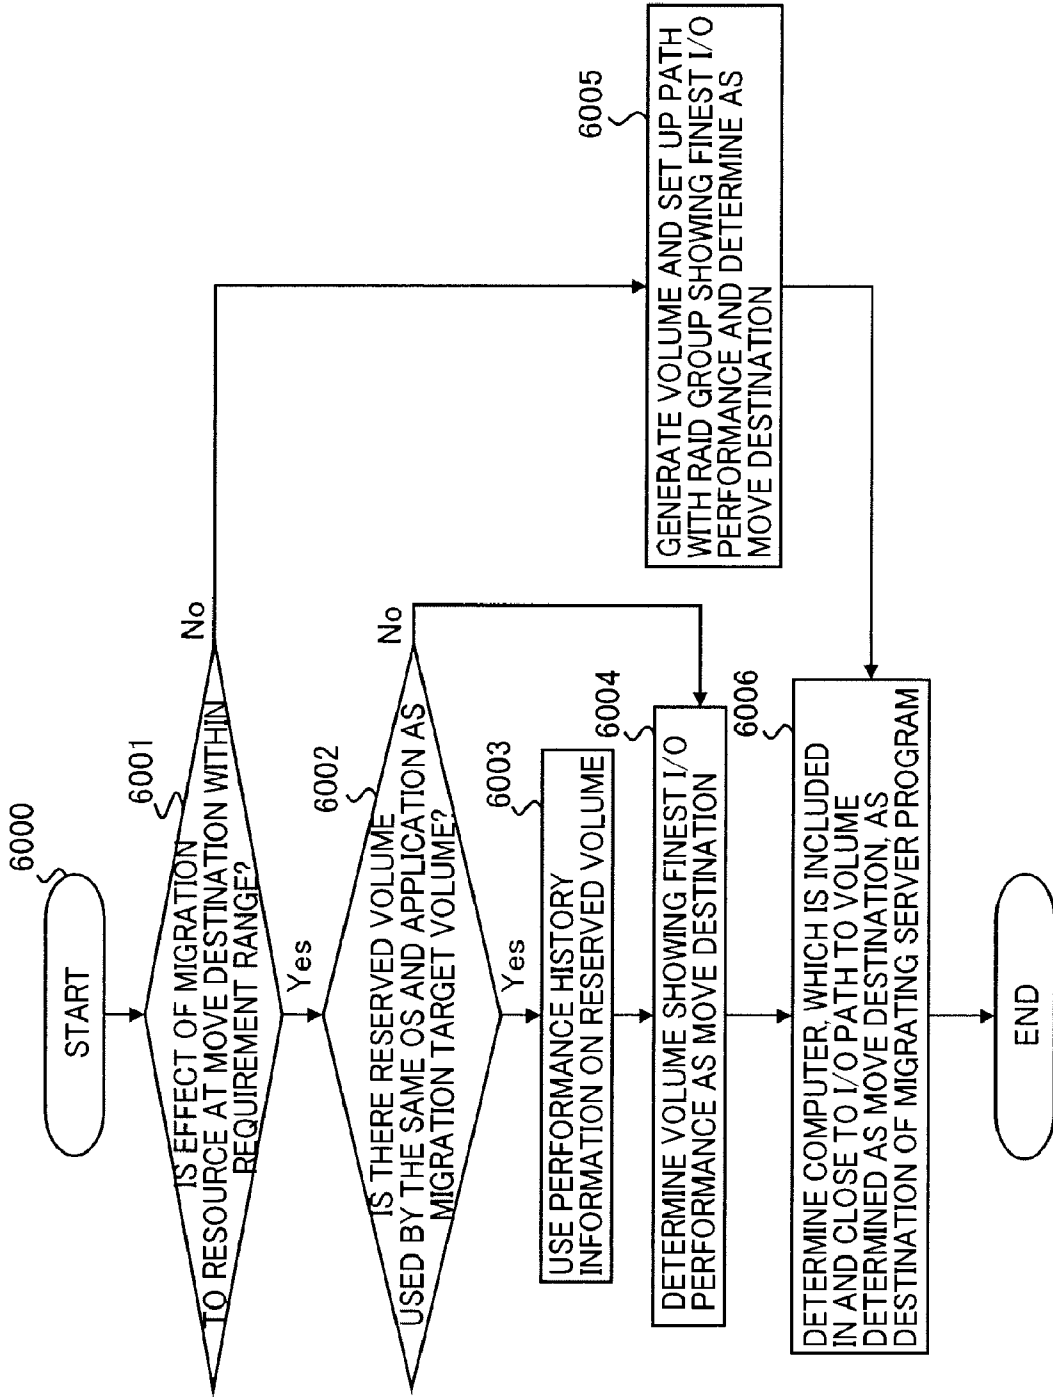 6000
START
6001
IS EFFECT OF MIGRATION
TO RESOURCE AT MOVE DESTINATION WITHIN
REQUIREMENT RANGE?
No
Yes
6002
IS THERE RESERVED VOLUME
USED BY THE SAME OS AND APPLICATION AS
MIGRATION TARGET VOLUME?
No
Yes
6003
USE PERFORMANCE HISTORY
INFORMATION ON RESERVED VOLUME
6004
DETERMINE VOLUME SHOWING FINEST I/O
PERFORMANCE AS MOVE DESTINATION
6005
GENERATE VOLUME AND SET UP PATH
WITH RAID GROUP SHOWING FINEST I/O
PERFORMANCE AND DETERMINE AS
MOVE DESTINATION
6006
DETERMINE COMPUTER, WHICH IS INCLUDED
IN AND CLOSE TO I/O PATH TO VOLUME
DETERMINED AS MOVE DESTINATION, AS
DESTINATION OF MIGRATING SERVER PROGRAM
END